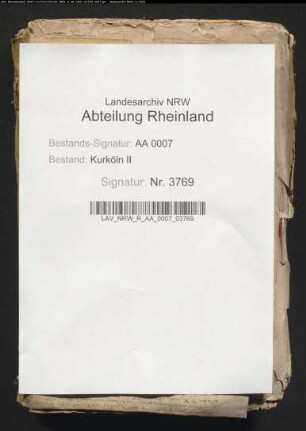 Landesarchiv NRW
Abteilung Rheinland
Bestands-Signatur: AA 0007
Bestand: Kurköln II
Signatur: Nr. 3769
LAV_NRW_R_AA_0007_03769